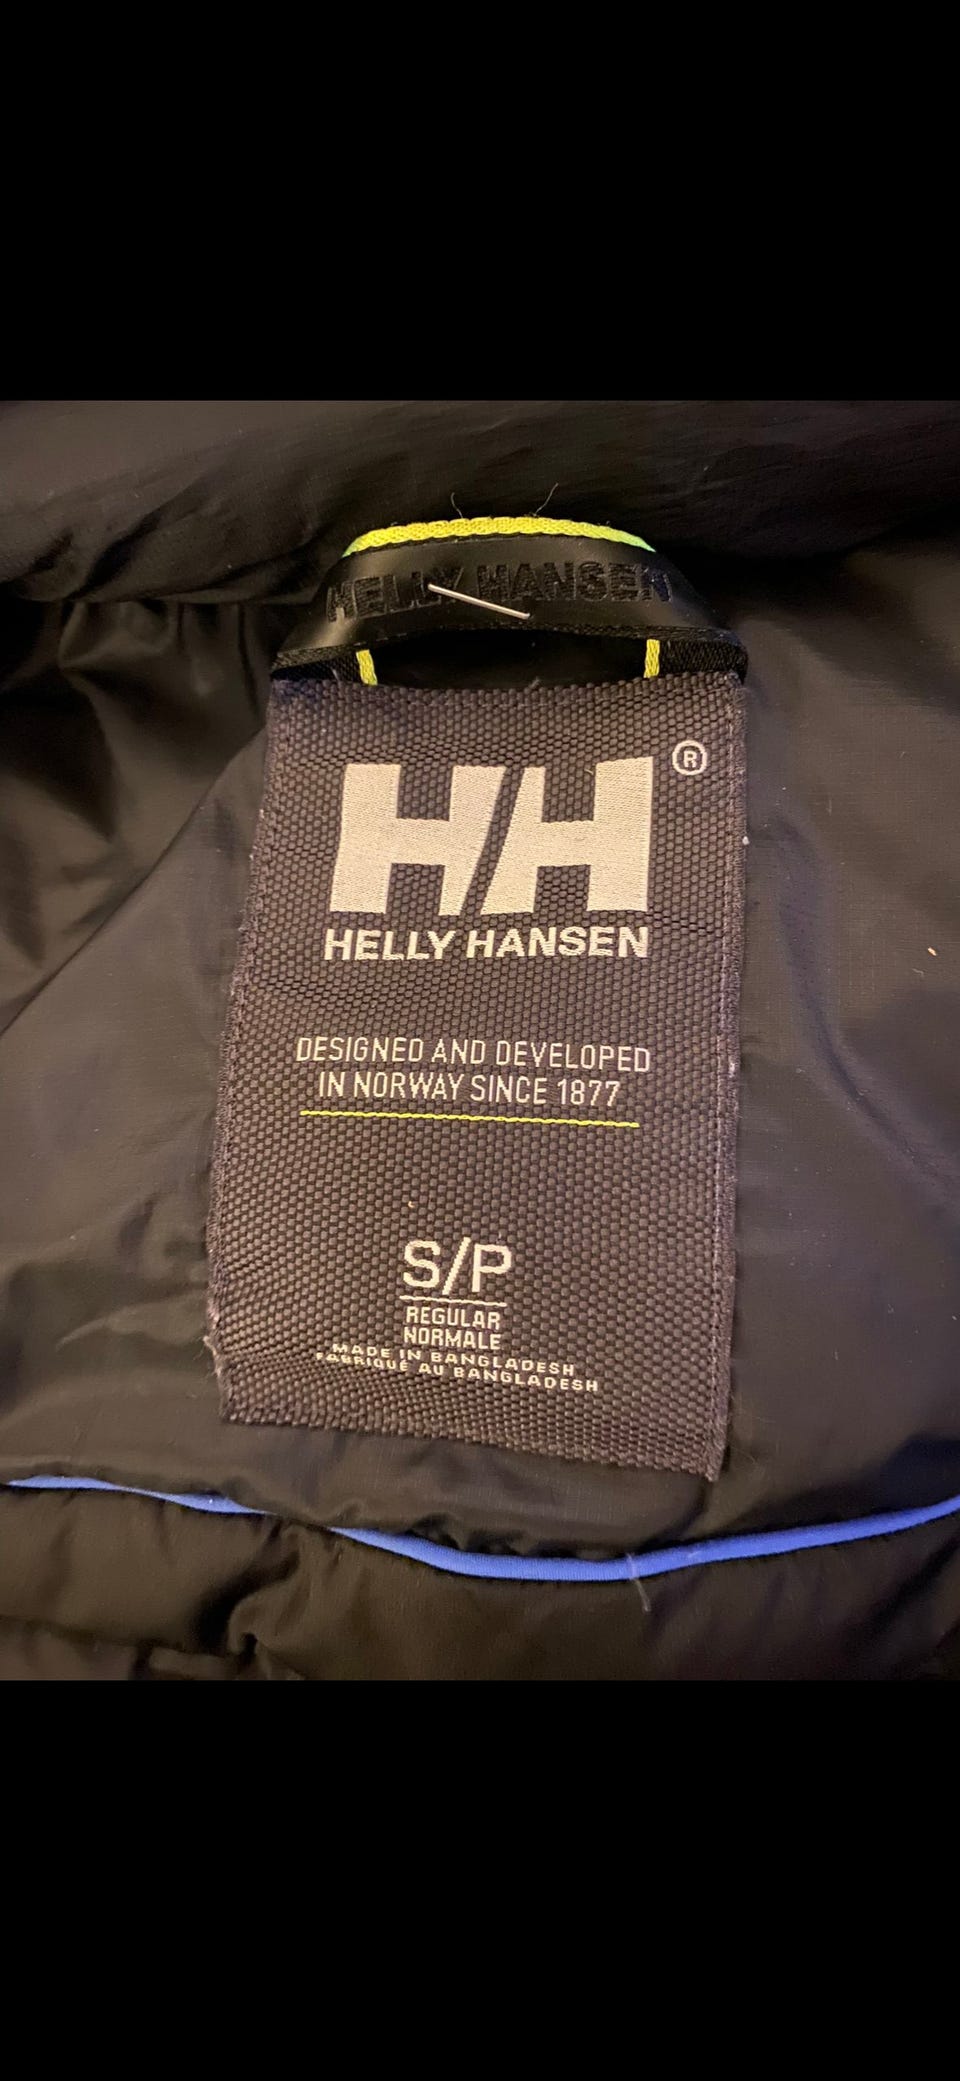 HELLY HANSEN
HH®
HELLY HANSEN
DESIGNED AND DEVELOPED
IN NORWAY SINCE 1877
S/P
REGULAR
NORMALE
MADE IN BANGLADESH
FABRIQUÉ AU BANGLADESH